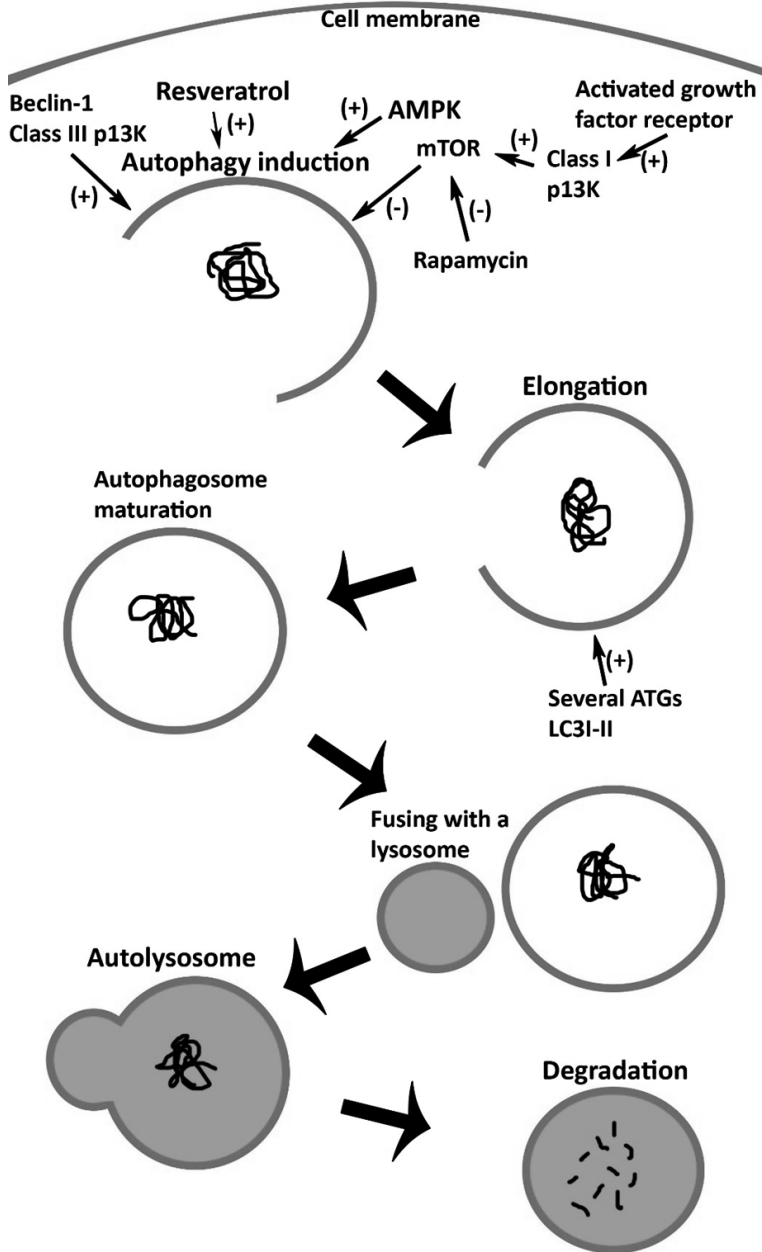 Cell membrane
Beclin-1
Class III p13K
(+)
Resveratrol
(+)
Autophagy induction
(+)
AMPK
mTOR
(-)
(+)
Class I
p13K
Activated growth
factor receptor
(+)
(-)
Rapamycin
Elongation
Autophagosome
maturation
(+)
Several ATGs
LC3I-II
Fusing with a
lysosome
Autolysosome
Degradation